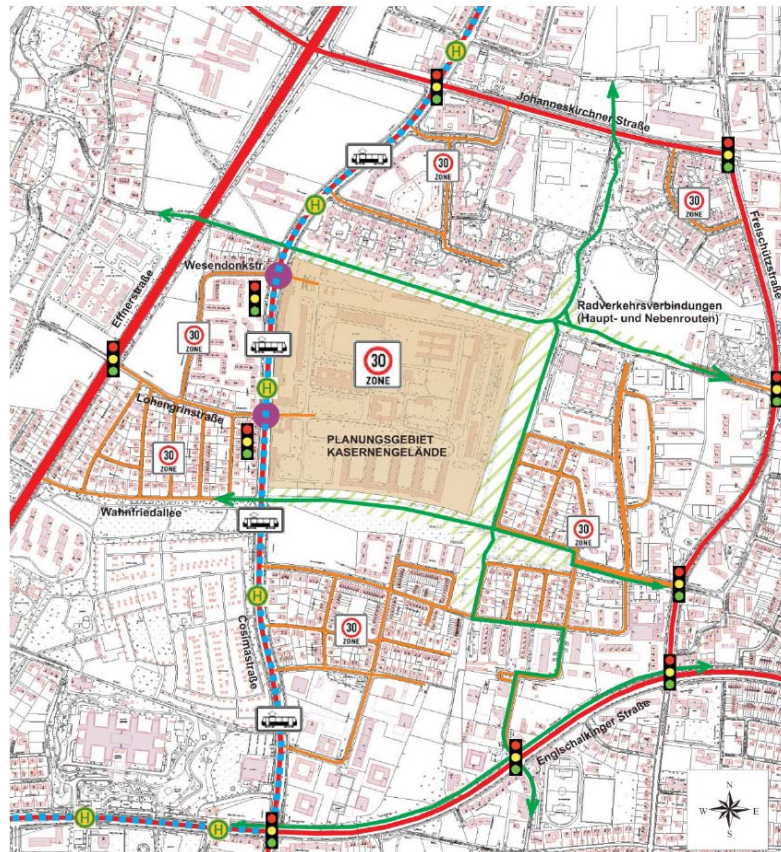 H
Johanneskirchner Straße
30
ZONE
30
ZONE
H
Freischützstraße
Wesendonkstr.
Radverkehrsverbindungen
(Haupt- und Nebenrouten)
Effnerstraße
30
ZONE
30
ZONE
H
Lohengrinstraße
PLANUNGSGEBIET
KASERNENGELÄNDE
30
ZONE
Wahnfriedallee
30
ZONE
H
Cosimastraße
30
ZONE
Englschalkinger Straße
H
H
N
W
E
S